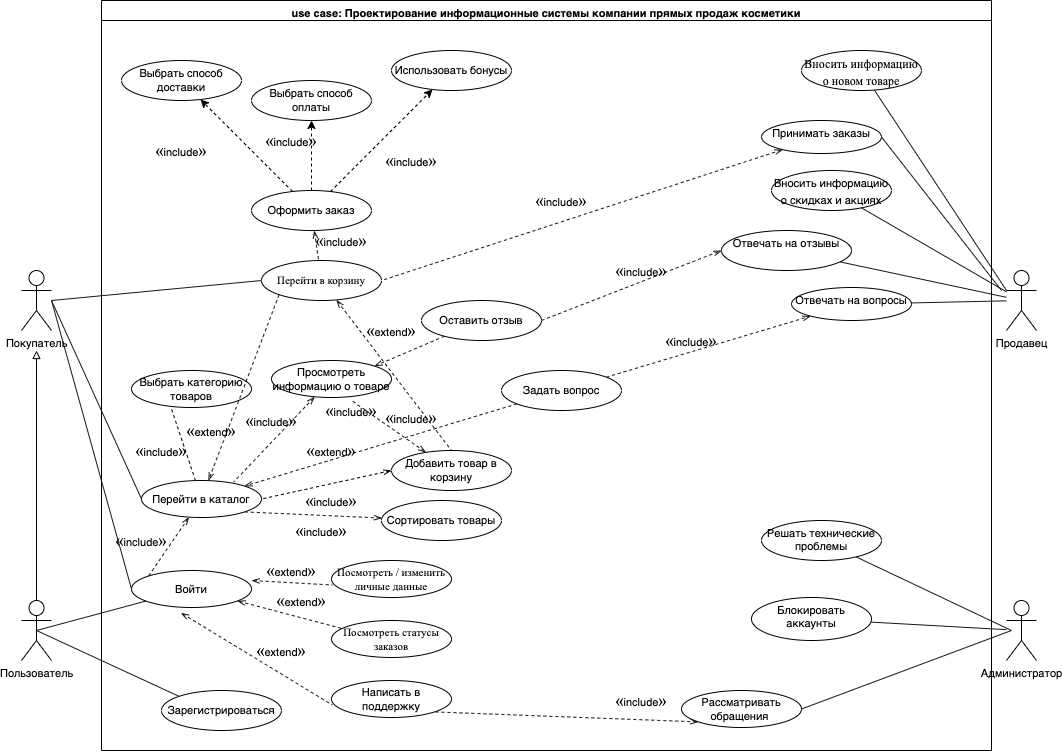 use case: Проектирование информационные системы компании прямых продаж косметики
Выбрать способ
доставки
Выбрать способ
оплаты
Использовать бонусы
Вносить информацию
о новом товаре
Принимать заказы
«include»
«include»
«include»
Вносить информацию
о скидках и акциях
Оформить заказ
«include»
«include»
Отвечать на отзывы
Перейти в корзину
«include»
Отвечать на вопросы
Покупатель
Продавец
Оставить отзыв
«extend»
«include»
Просмотреть
информацию о товаре
Выбрать категорию
товаров
Задать вопрос
«include»
«include»
«include»
«extend»
«include»
«extend»
Добавить товар в
корзину
Перейти в каталог
«include»
Сортировать товары
«include»
«include»
Решать технические
проблемы
Войти
«extend»
Посмотреть / изменить
личные данные
«extend»
Блокировать
аккаунты
Посмотреть статусы
заказов
«extend»
Пользователь
Администратор
Написать в
поддержку
«include»
Рассматривать
обращения
Зарегистрироваться